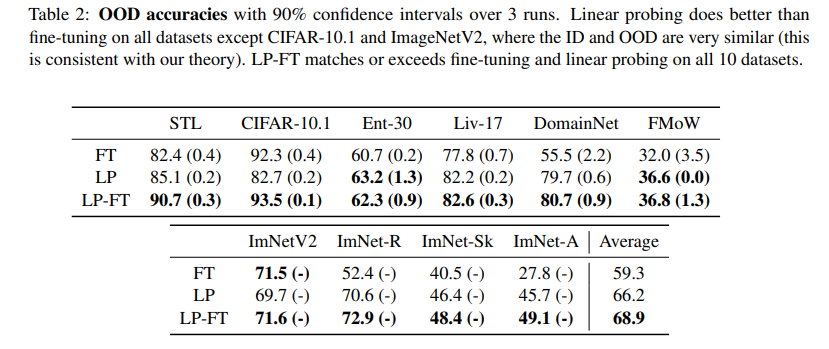 Table 2: OOD accuracies with 90% confidence intervals over 3 runs. Linear probing does better than
fine-tuning on all datasets except CIFAR-10.1 and ImageNetV2, where the ID and OOD are very similar (this
is consistent with our theory). LP-FT matches or exceeds fine-tuning and linear probing on all 10 datasets.
STL CIFAR-10.1 Ent-30 Liv-17 DomainNet FMoW
FT 82.4 (0.4) 92.3 (0.4) 60.7 (0.2) 77.8 (0.7) 55.5 (2.2) 32.0 (3.5)
LP 85.1 (0.2) 82.7 (0.2) 63.2 (1.3) 82.2 (0.2) 79.7 (0.6) 36.6 (0.0)
LP-FT 90.7 (0.3) 93.5 (0.1) 62.3 (0.9) 82.6 (0.3) 80.7 (0.9) 36.8 (1.3)
ImNetV2 ImNet-R ImNet-Sk ImNet-A Average
FT 71.5 (-) 52.4 (-) 40.5 (-) 27.8 (-) 59.3
LP 69.7 (-) 70.6 (-) 46.4 (-) 45.7 (-) 66.2
LP-FT 71.6 (-) 72.9 (-) 48.4 (-) 49.1 (-) 68.9